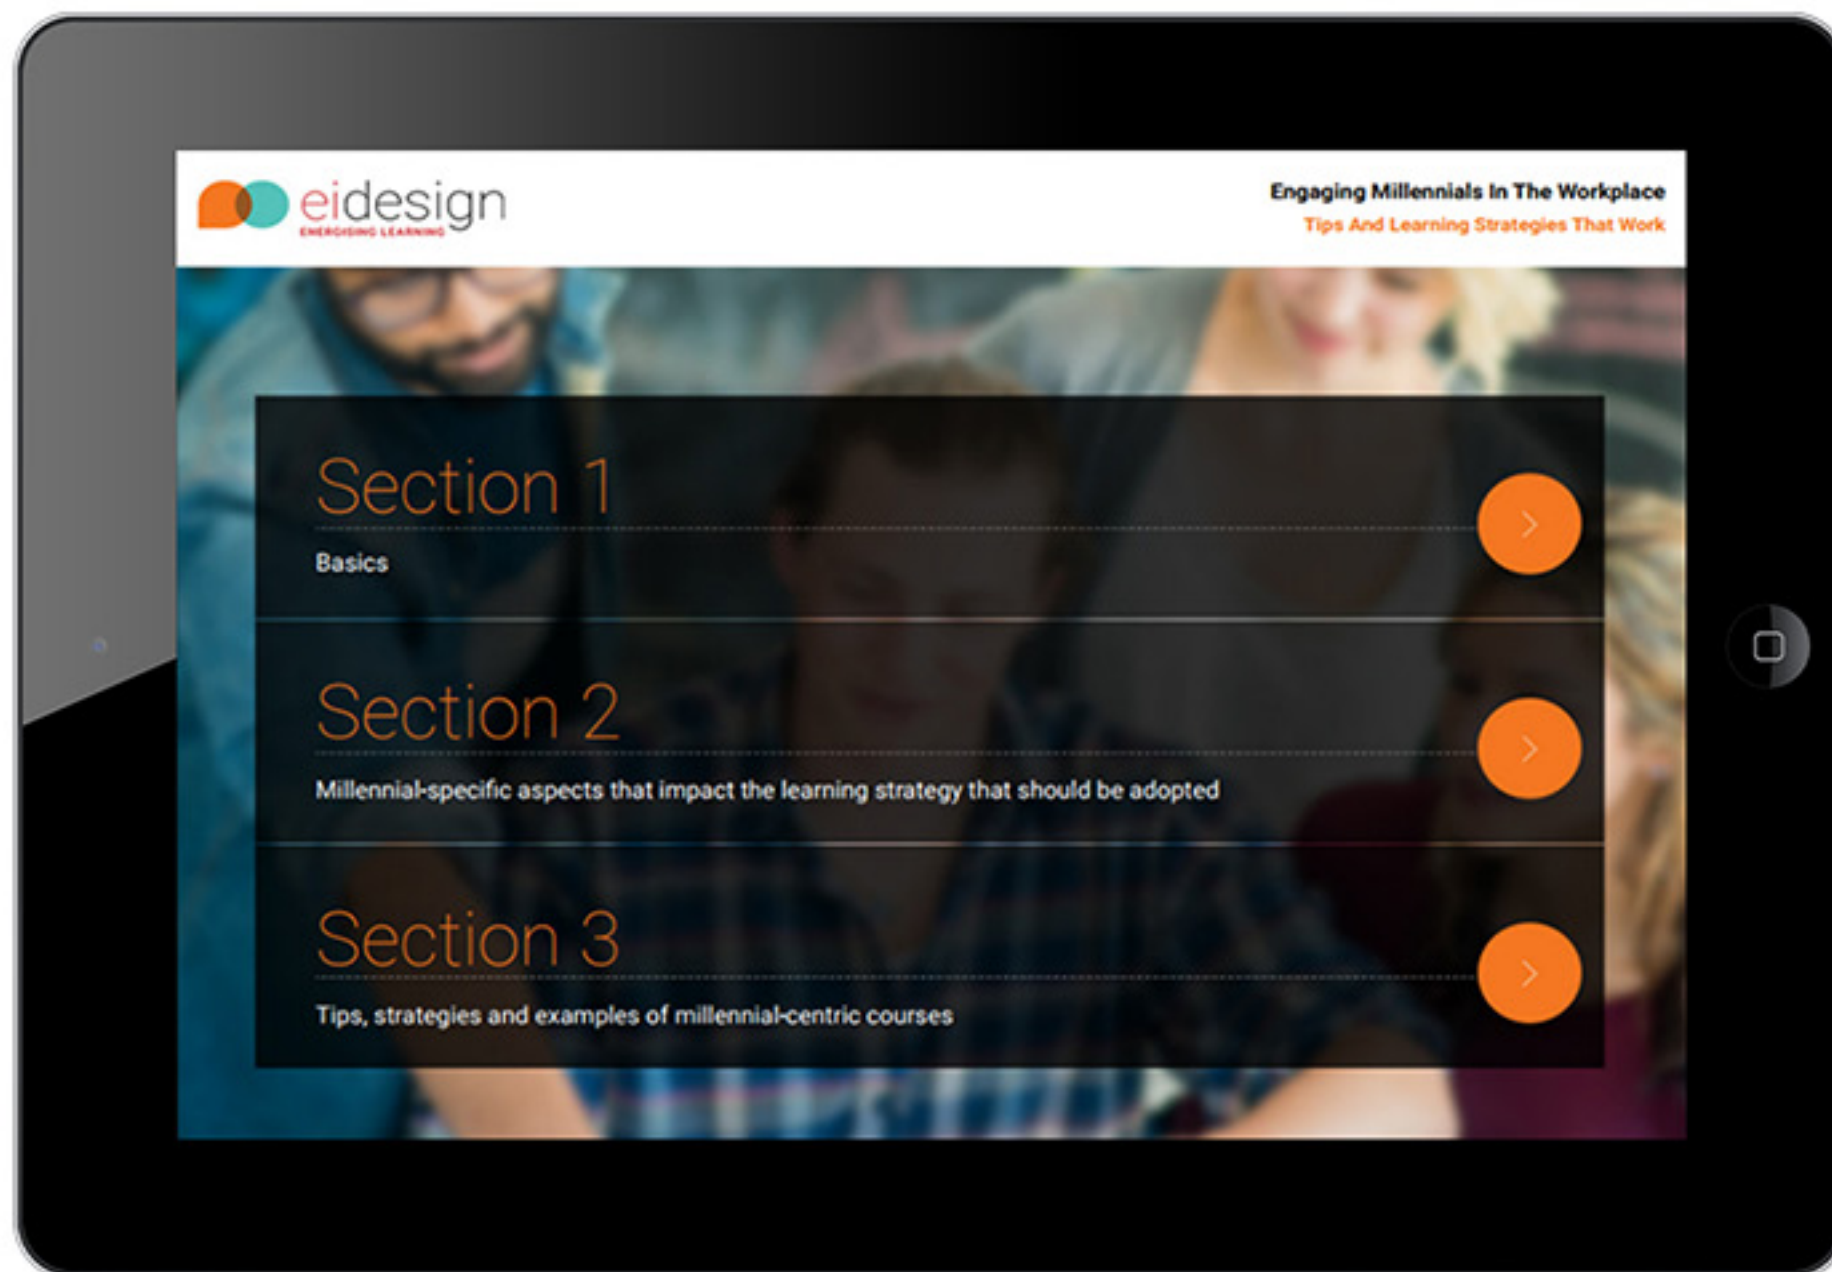 eidesign
ENERGISING LEARNING
Engaging Millennials In The Workplace
Tips And Learning Strategies That Work
Section 1
Basics
Section 2
Millennial-specific aspects that impact the learning strategy that should be adopted
Section 3
Tips, strategies and examples of millennial-centric courses